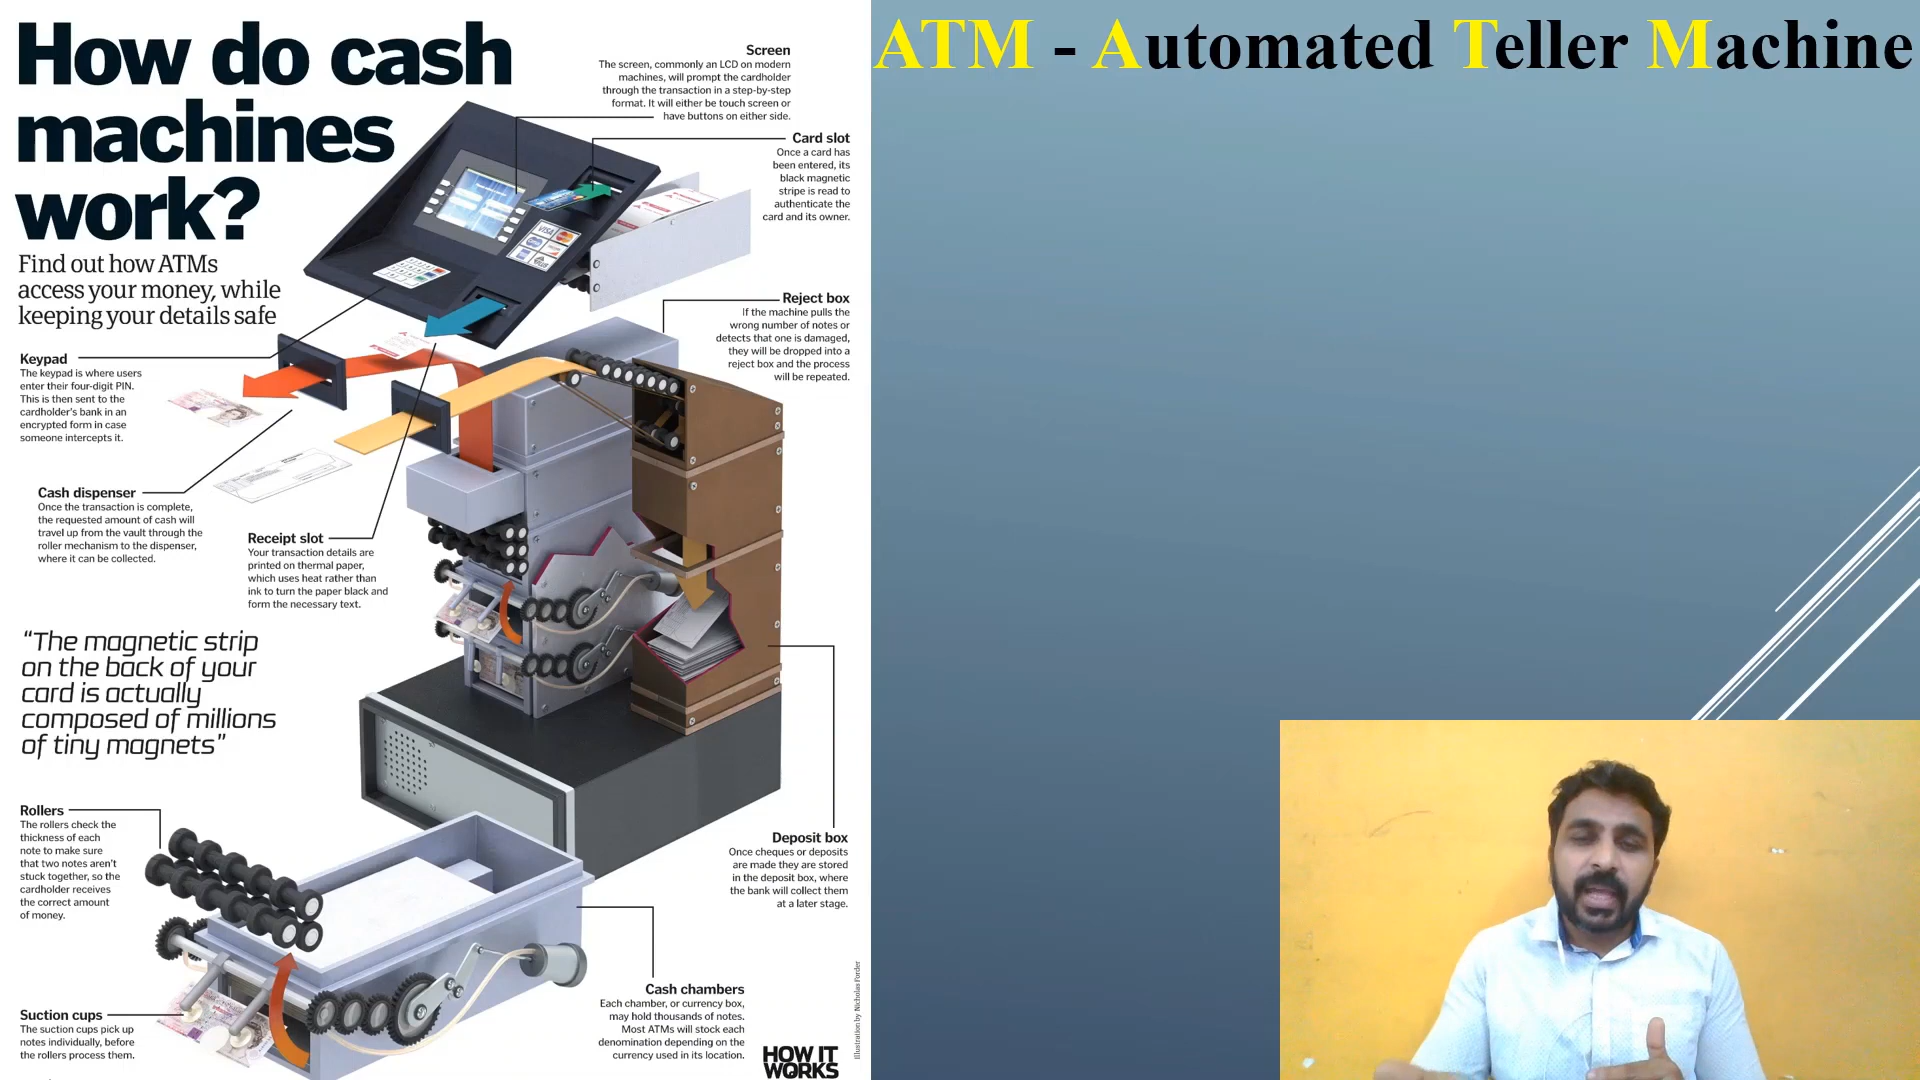 How do cash
machines
work?
Find out how ATMs
access your money, while
keeping your details safe
Screen
The screen, commonly an LCD on modern
machines, will prompt the cardholder
through the transaction in a step-by-step
format. It will either be touch screen or
have buttons on either side.
Card slot
Once a card has
been entered, its
black magnetic
stripe is read to
authenticate the
card and its owner.
VISA
Reject box
If the machine pulls the
wrong number of notes or
detects that one is damaged,
they will be dropped into a
reject box and the process
will be repeated.
Keypad
The keypad is where users
enter their four-digit PIN.
This is then sent to the
cardholder's bank in an
encrypted form in case
someone intercepts it.
Cash dispenser
Once the transaction is complete,
the requested amount of cash will
travel up from the vault through the
roller mechanism to the dispenser,
where it can be collected.
Receipt slot
Your transaction details are
printed on thermal paper,
which uses heat rather than
ink to turn the paper black and
form the necessary text.
“The magnetic strip
on the back of your
card is actually
composed of millions
of tiny magnets”
Rollers
The rollers check the
thickness of each
note to make sure
that two notes aren't
stuck together, so the
cardholder receives
the correct amount
of money.
Deposit box
Once cheques or deposits
are made they are stored
in the deposit box, where
the bank will collect them
at a later stage.
Suction cups
The suction cups pick up
notes individually, before
the rollers process them.
Cash chambers
Each chamber, or currency box,
may hold thousands of notes.
Most ATMs will stock each
denomination depending on the
currency used in its location.
HOW IT
WORKS
Illustration by Nicholas Forder
ATM - Automated Teller Machine